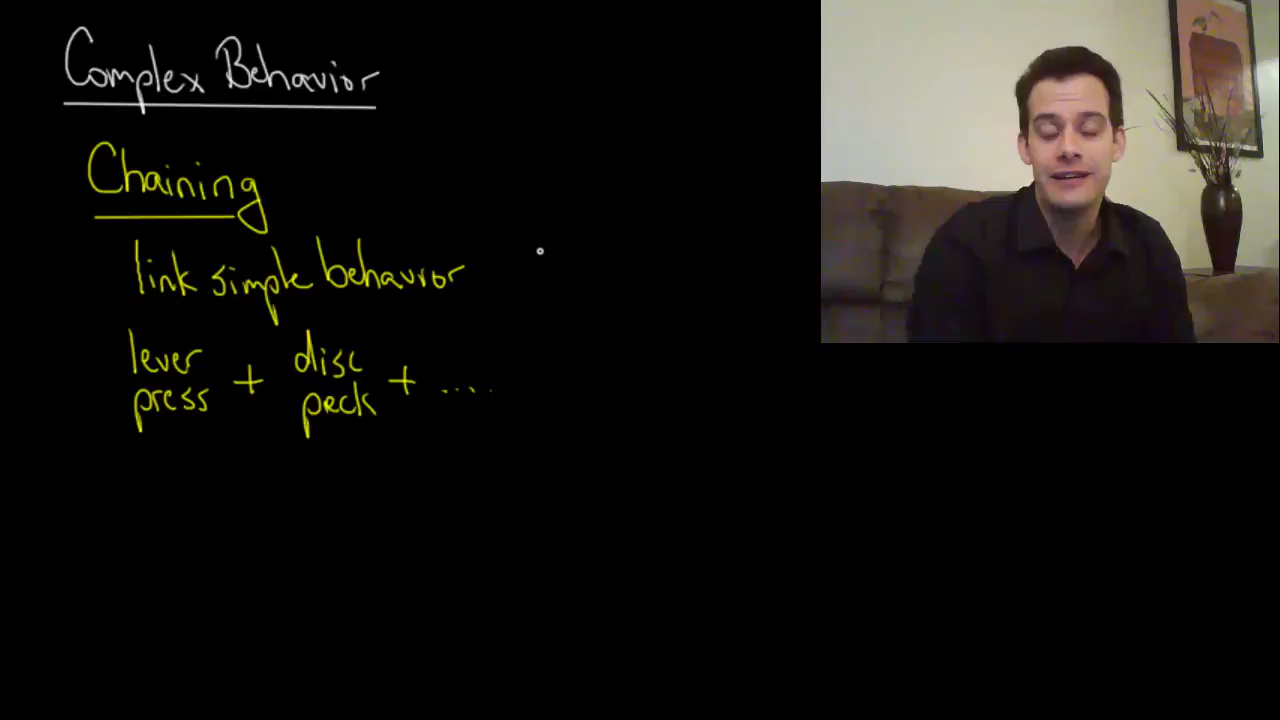 Complex Behavior
Chaining
link simple behavior
lever press + disc peck + .....